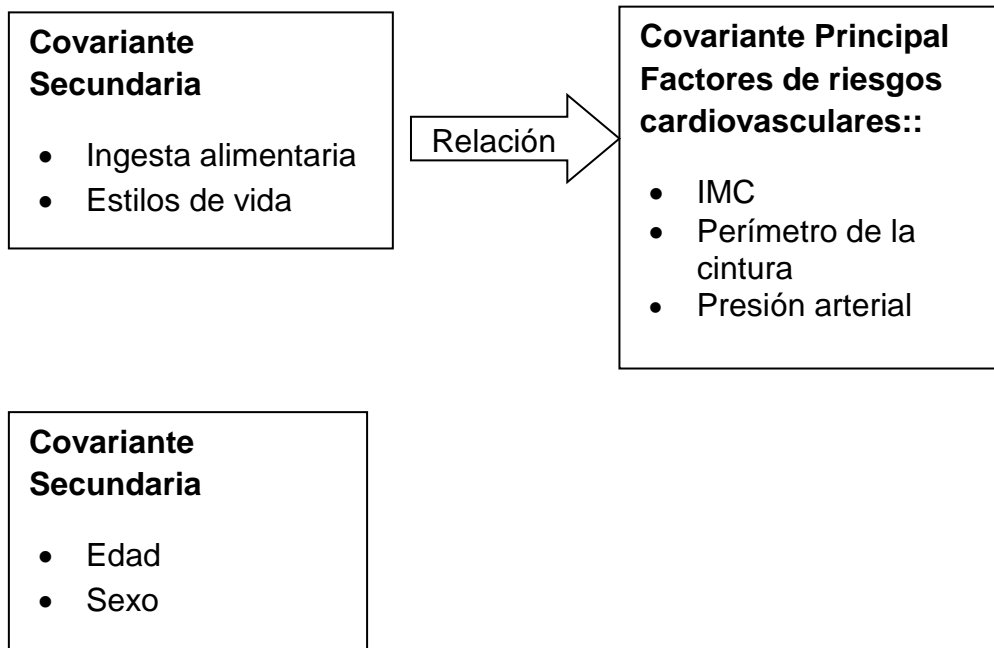 Covariante
Secundaria
• Ingesta alimentaria
• Estilos de vida
Relación
Covariante Principal
Factores de riesgos
cardiovasculares::
• IMC
• Perímetro de la
cintura
• Presión arterial
Covariante
Secundaria
• Edad
• Sexo